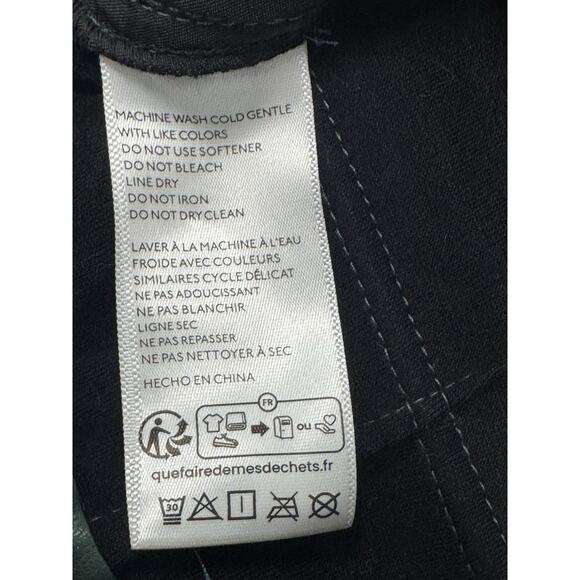 MACHINE WASH COLD GENTLE
WITH LIKE COLORS
DO NOT USE SOFTENER
DO NOT BLEACH
LINE DRY
DO NOT IRON
DO NOT DRY CLEAN
LAVER À LA MACHINE À L'EAU
FROIDE AVEC COULEURS
SIMILAIRES CYCLE DÉLICAT
NE PAS ADOUCISSANT
NE PAS BLANCHIR
LIGNE SEC
NE PAS REPASSER
NE PAS NETTOYER À SEC
HECHO EN CHINA
FR
ou
quefairedemesdechets.fr
30